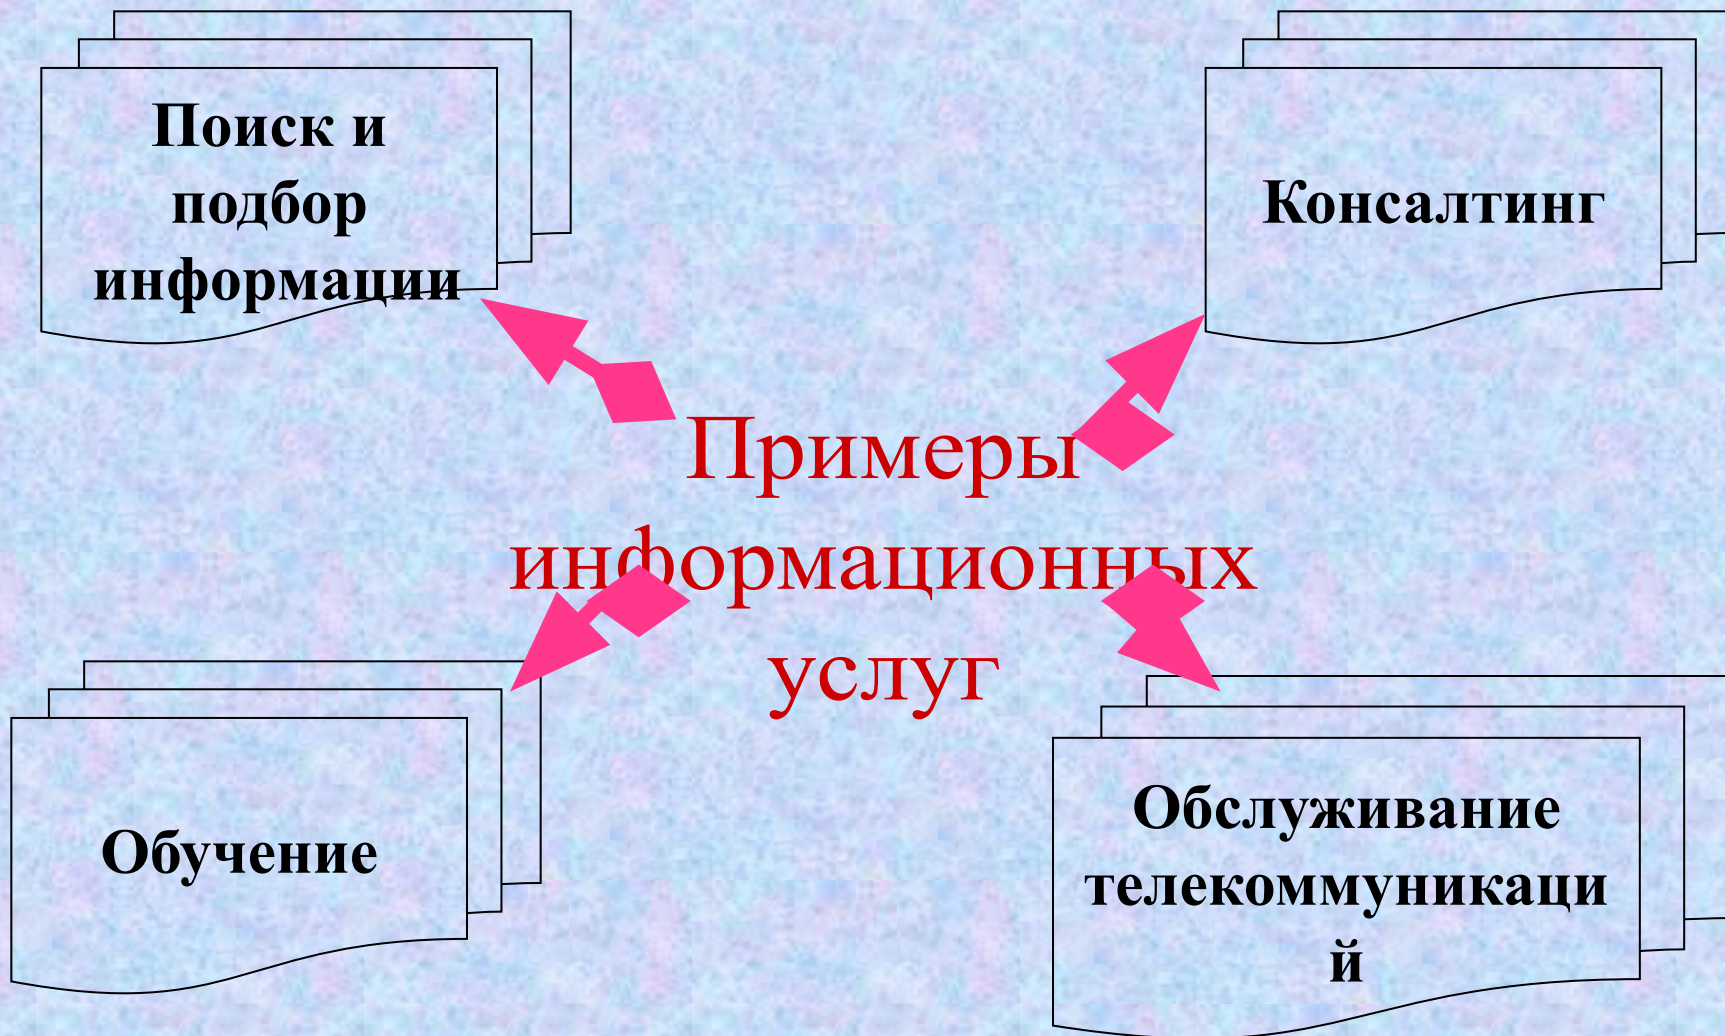 Поиск и
подбор
информации
Консалтинг
Примеры
информационных
услуг
Обучение
Обслуживание
телекоммуникаци
й